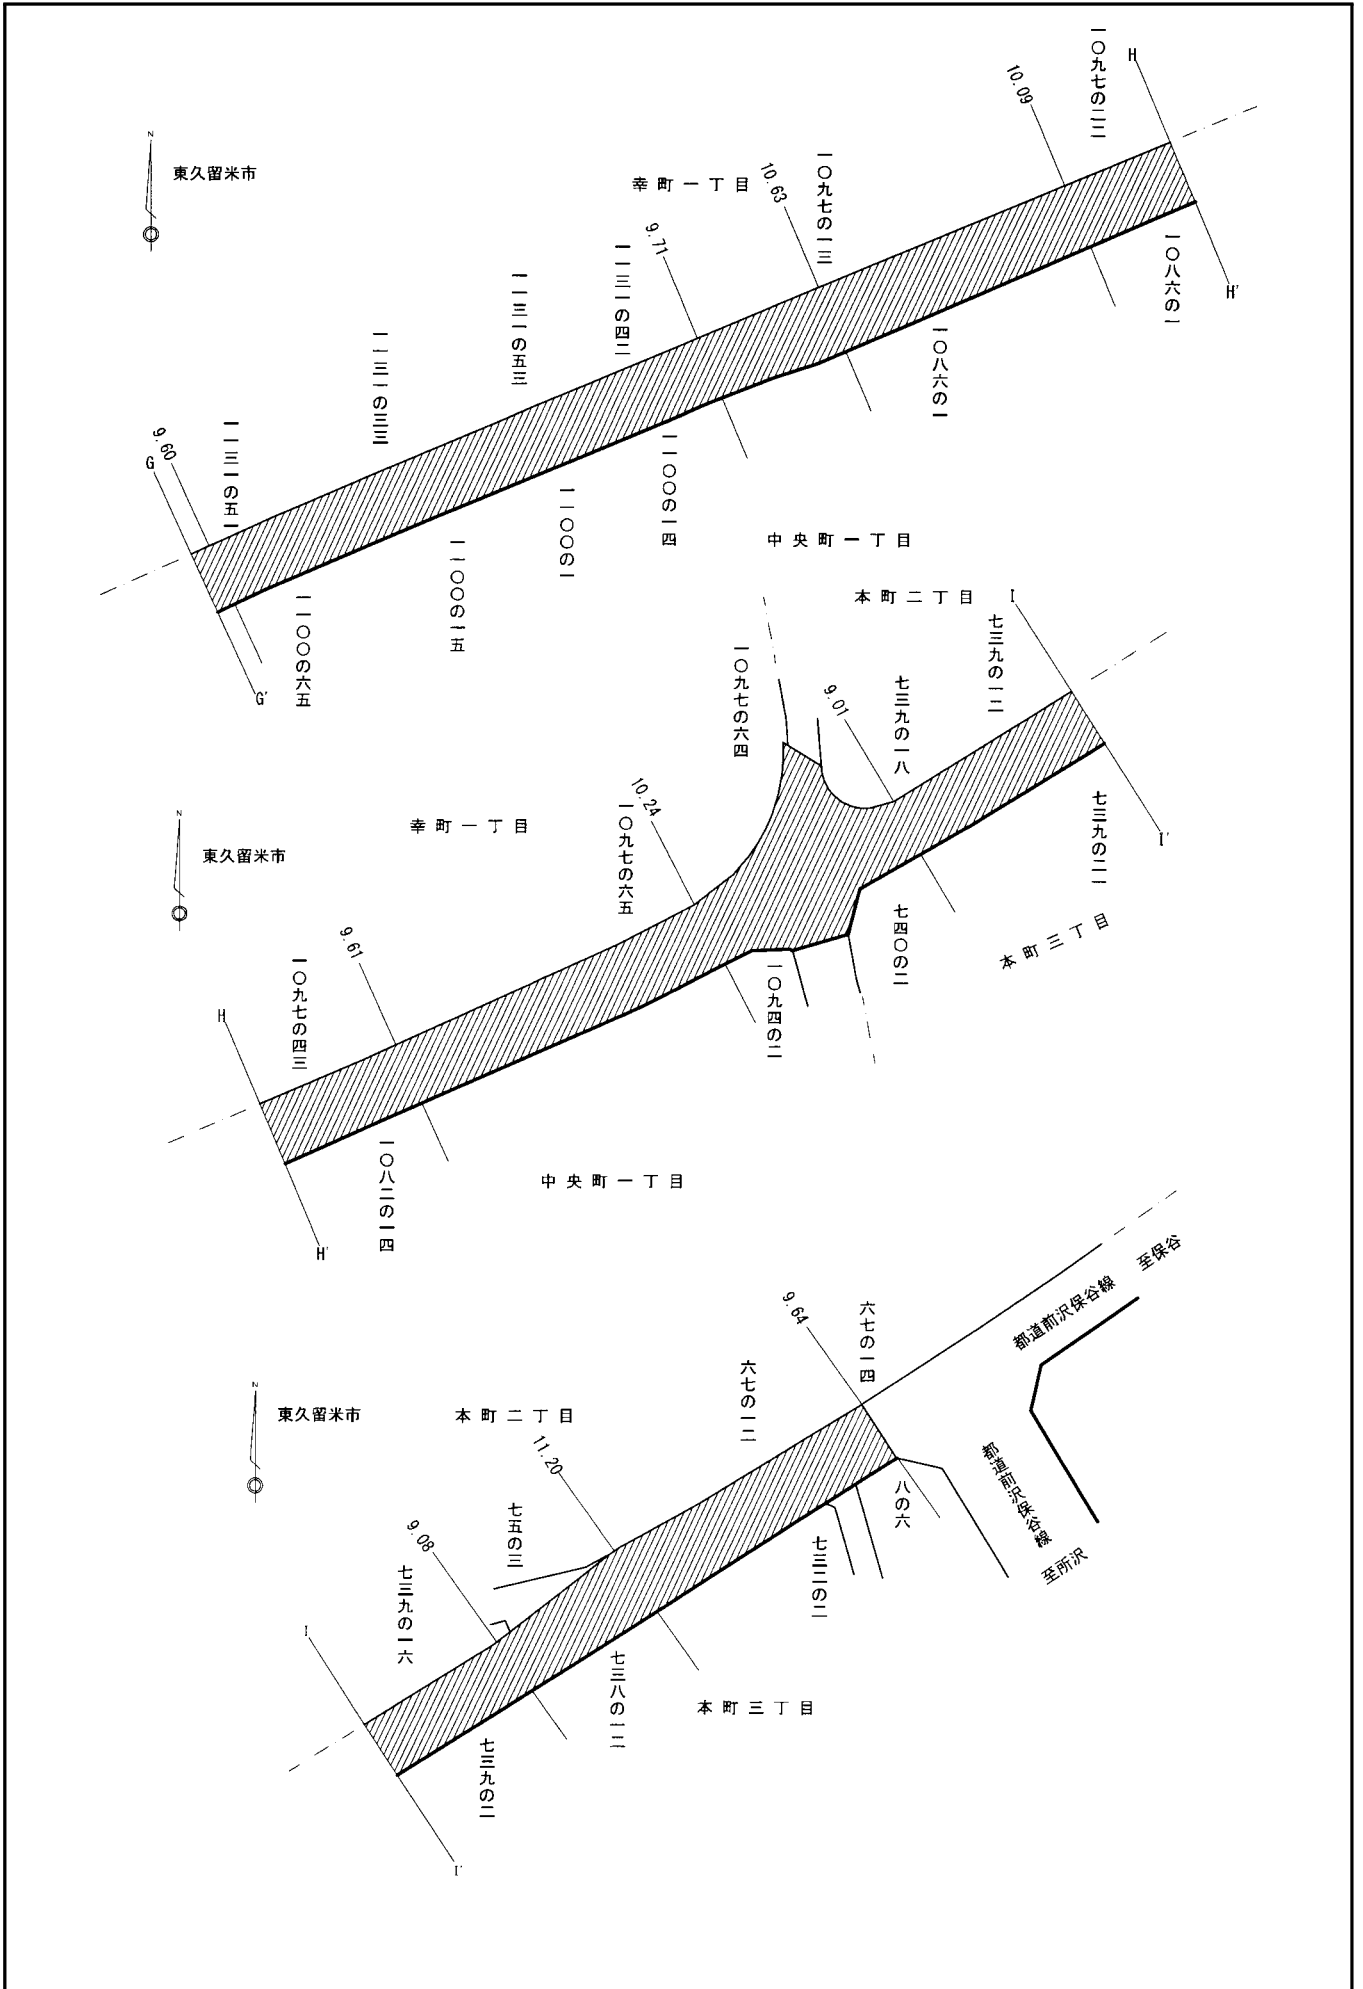 東久留米市
幸町一丁目
H
一〇九七の二二
10.09
一〇九七の一三
10.63
9.71
一一三一の四二
一一三一の五三
一一三一の三三
一一三一の五一
9.60
G
G'
H'
一〇八六の一
一〇八六の一
一一〇〇の一四
一一〇〇の一
一一〇〇の一五
一一〇〇の六五
中央町一丁目
東久留米市
幸町一丁目
本町二丁目
I
七三九の一二
七三九の一八
9.01
一〇九七の六四
10.24
一〇九七の六五
9.61
一〇九七の四三
H
H'
I'
七三九の二一
七四〇の二
本町三丁目
一〇九四の二
一〇八二の一四
中央町一丁目
東久留米市
本町二丁目
至保谷
都道前沢保谷線
都道前沢保谷線
至所沢
六七の一四
9.64
六七の一二
11.20
七五の三
9.08
七三九の一六
I
I'
八の六
七三二の二
七三八の一二
七三九の二
本町三丁目
N
N
N